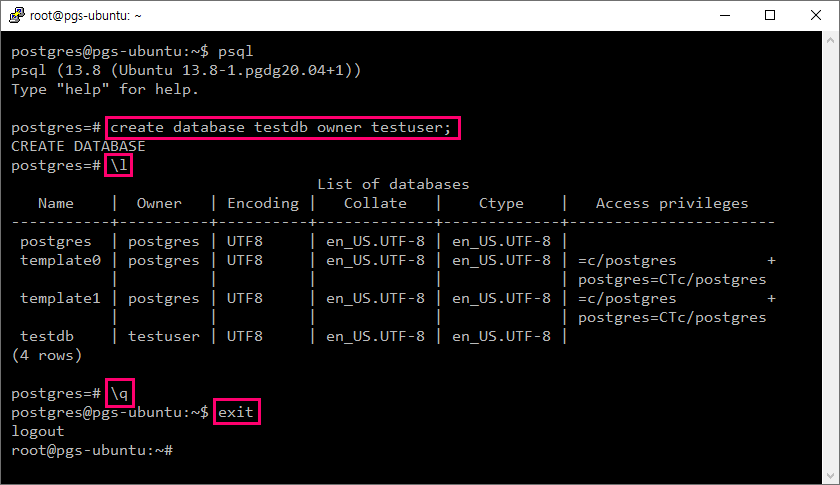 root@pgs-ubuntu: ~
postgres@pgs-ubuntu:~$ psql
psql (13.8 (Ubuntu 13.8-1.pgdg20.04+1))
Type "help" for help.
postgres=# create database testdb owner testuser;
CREATE DATABASE
postgres=# \l
                                  List of databases
   Name    |  Owner   | Encoding |   Collate   |    Ctype    |   Access privileges
-----------+----------+----------+-------------+-------------+-----------------------
 postgres  | postgres | UTF8     | en_US.UTF-8 | en_US.UTF-8 |
 template0 | postgres | UTF8     | en_US.UTF-8 | en_US.UTF-8 | =c/postgres          +
           |          |          |             |             | postgres=CTc/postgres
 template1 | postgres | UTF8     | en_US.UTF-8 | en_US.UTF-8 | =c/postgres          +
           |          |          |             |             | postgres=CTc/postgres
 testdb    | testuser | UTF8     | en_US.UTF-8 | en_US.UTF-8 |
(4 rows)
postgres=# \q
postgres@pgs-ubuntu:~$ exit
logout
root@pgs-ubuntu:~#